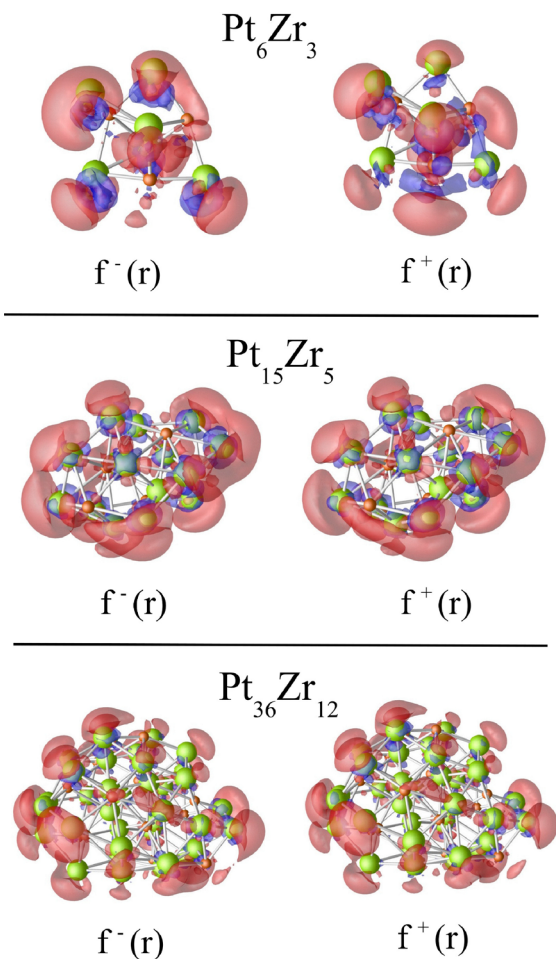 Pt₆Zr₃
f⁻(r) f⁺(r)
Pt₁₅Zr₅
f⁻(r) f⁺(r)
Pt₃₆Zr₁₂
f⁻(r) f⁺(r)